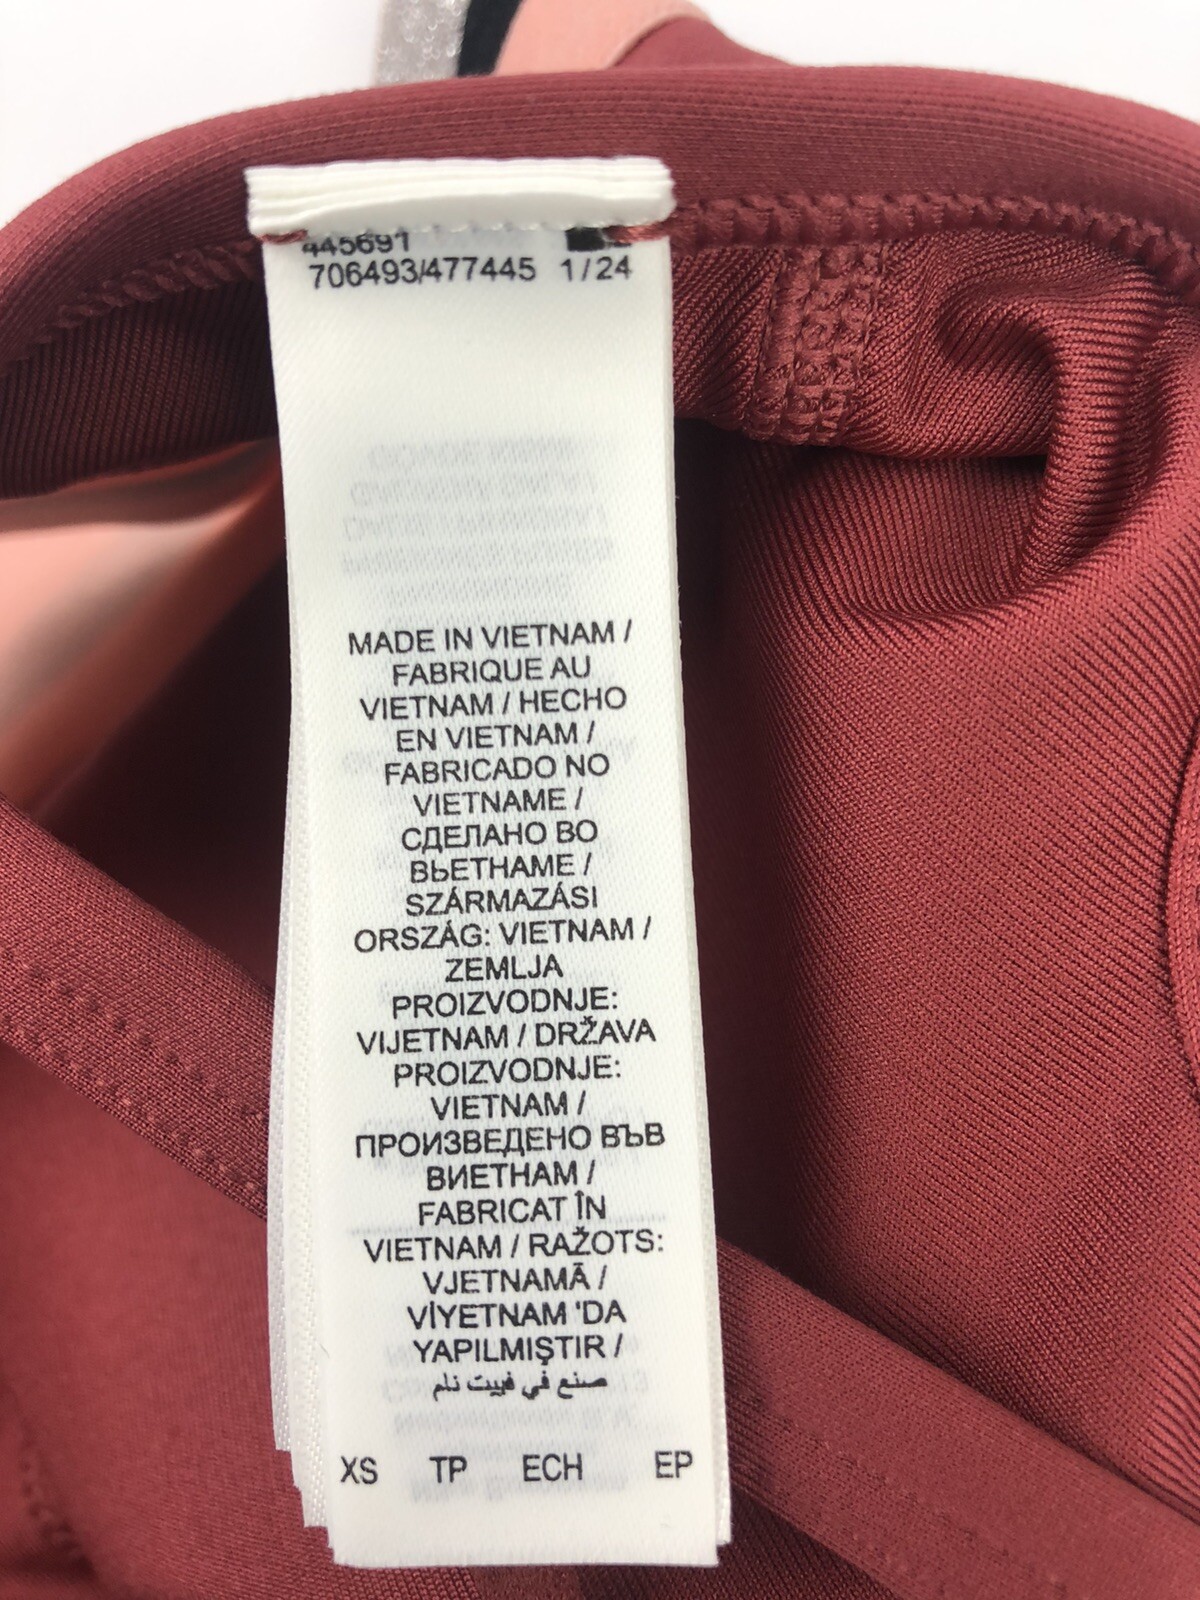 445691
706493/477445 1/24
MADE IN VIETNAM /
FABRIQUE AU
VIETNAM / HECHO
EN VIETNAM /
FABRICADO NO
VIETNAME /
СДЕЛАНО ВО
ВЬЕТНАМЕ /
SZÁRMAZÁSI
ORSZÁG: VIETNAM /
ZEMLJA
PROIZVODNJE:
VIJETNAM / DRŽAVA
PROIZVODNJE:
VIETNAM /
ПРОИЗВЕДЕНО ВЪВ
ВИЕТНАМ /
FABRICAT ÎN
VIETNAM / RAŽOTS:
VJETNAMĀ /
VİYETNAM 'DA
YAPILMIŞTIR /
صنع في فييت نام
XS TP ECH EP